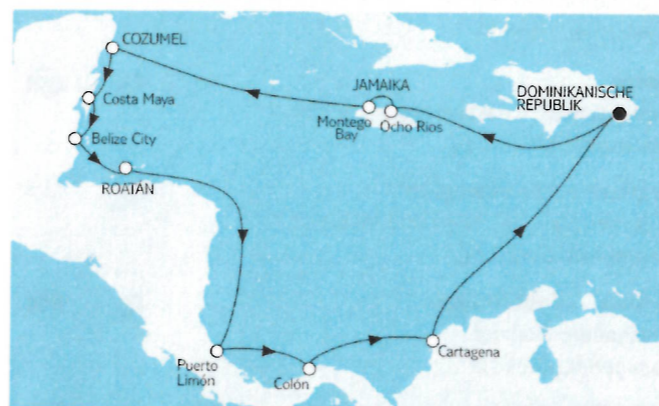 COZUMEL
Costa Maya
Belize City
ROATÁN
JAMAIKA
Montego
Bay
Ocho Rios
DOMINIKANISCHE
REPUBLIK
Puerto
Limón
Colón
Cartagena